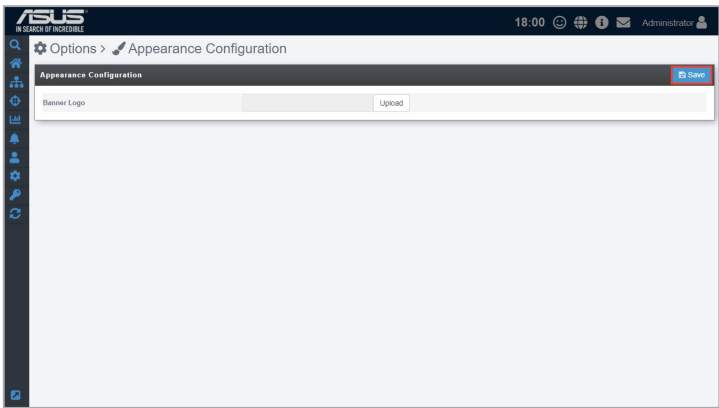 ASUS
IN SEARCH OF INCREDIBLE
18:00 Administrator
Options > Appearance Configuration
Appearance Configuration Save
Banner Logo Upload